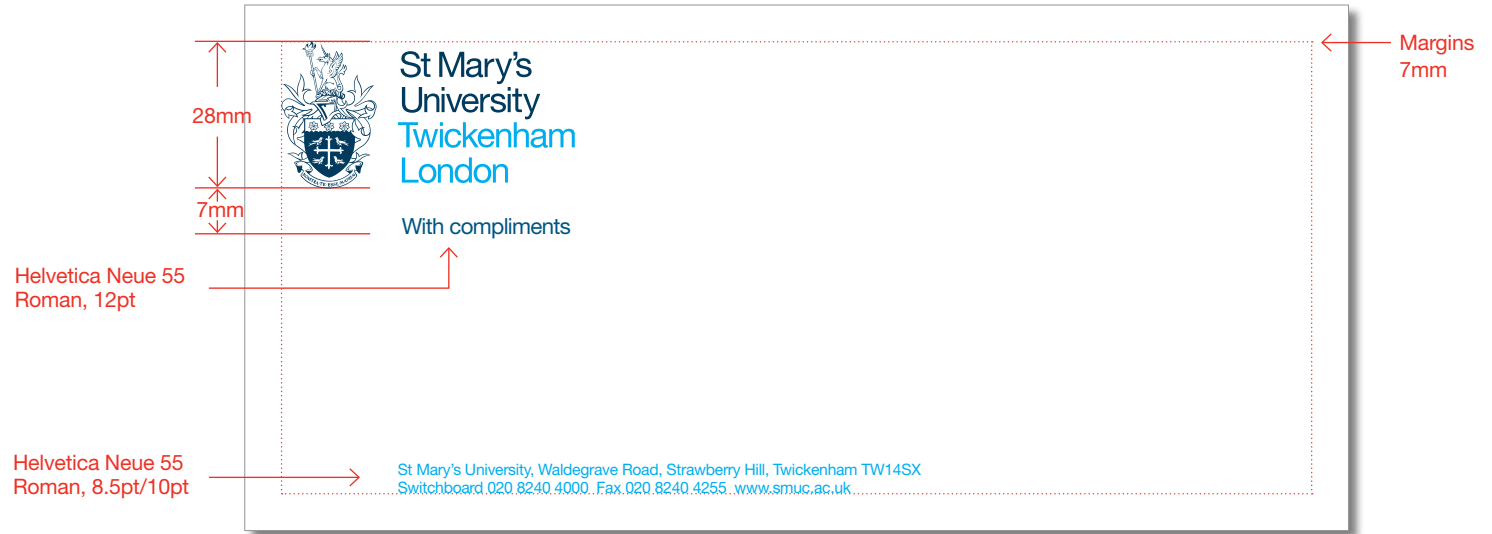 Margins
7mm
28mm
St Mary's
University
Twickenham
London
7mm
With compliments
Helvetica Neue 55
Roman, 12pt
Helvetica Neue 55
Roman, 8.5pt/10pt
St Mary's University, Waldegrave Road, Strawberry Hill, Twickenham TW14SX
Switchboard 020 8240 4000  Fax 020 8240 4255  www.smuc.ac.uk